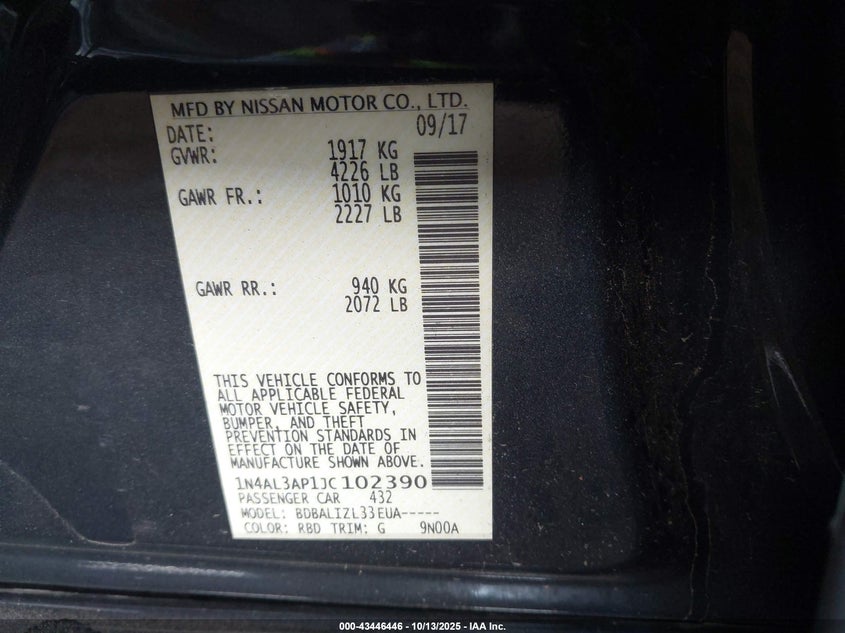 MFD BY NISSAN MOTOR CO., LTD.
DATE: 09/17
GVWR: 1917 KG
4226 LB
GAWR FR.: 1010 KG
2227 LB
GAWR RR.: 940 KG
2072 LB
THIS VEHICLE CONFORMS TO
ALL APPLICABLE FEDERAL
MOTOR VEHICLE SAFETY,
BUMPER, AND THEFT
PREVENTION STANDARDS IN
EFFECT ON THE DATE OF
MANUFACTURE SHOWN ABOVE.
1N4AL3AP1JC102390
PASSENGER CAR 432
MODEL: BDBALIZL33EUA-----
COLOR: RBD TRIM: G 9N00A
000-43446446 - 10/13/2025 - IAA Inc.